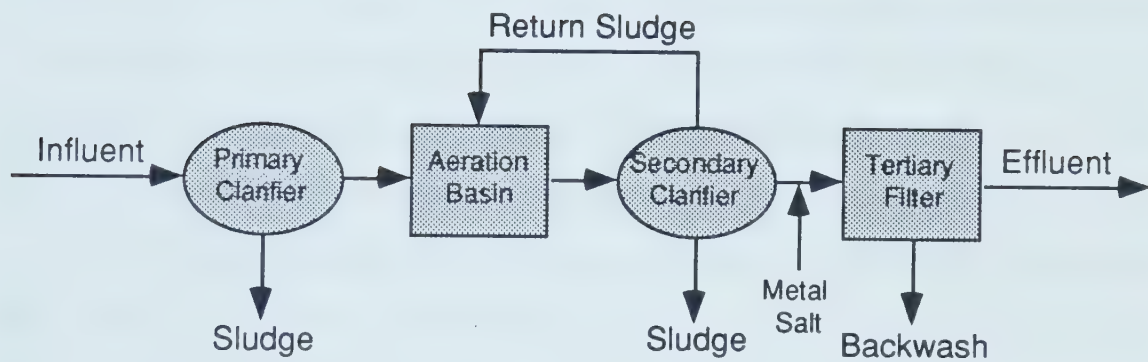 Return Sludge
Influent
Primary
Clarifier
Aeration
Basin
Secondary
Clarifier
Tertiary
Filter
Effluent
Metal
Salt
Sludge
Sludge
Backwash